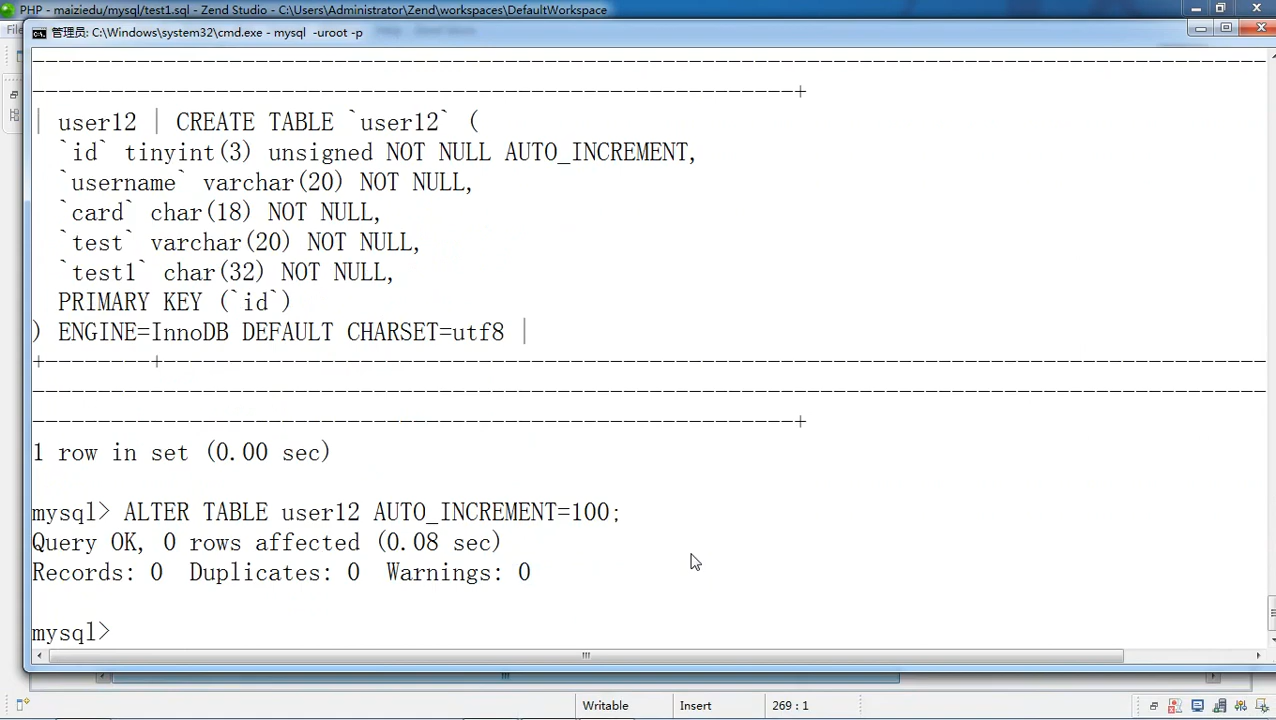 PHP - maiziedu/mysql/test1.sql - Zend Studio - C:\Users\Administrator\Zend\workspaces\DefaultWorkspace
管理员: C:\Windows\system32\cmd.exe - mysql -uroot -p
| user12 | CREATE TABLE `user12` (
`id` tinyint(3) unsigned NOT NULL AUTO_INCREMENT,
`username` varchar(20) NOT NULL,
`card` char(18) NOT NULL,
`test` varchar(20) NOT NULL,
`test1` char(32) NOT NULL,
PRIMARY KEY (`id`)
) ENGINE=InnoDB DEFAULT CHARSET=utf8 |
1 row in set (0.00 sec)
mysql> ALTER TABLE user12 AUTO_INCREMENT=100;
Query OK, 0 rows affected (0.08 sec)
Records: 0  Duplicates: 0  Warnings: 0
mysql>
Writable Insert 269 : 1